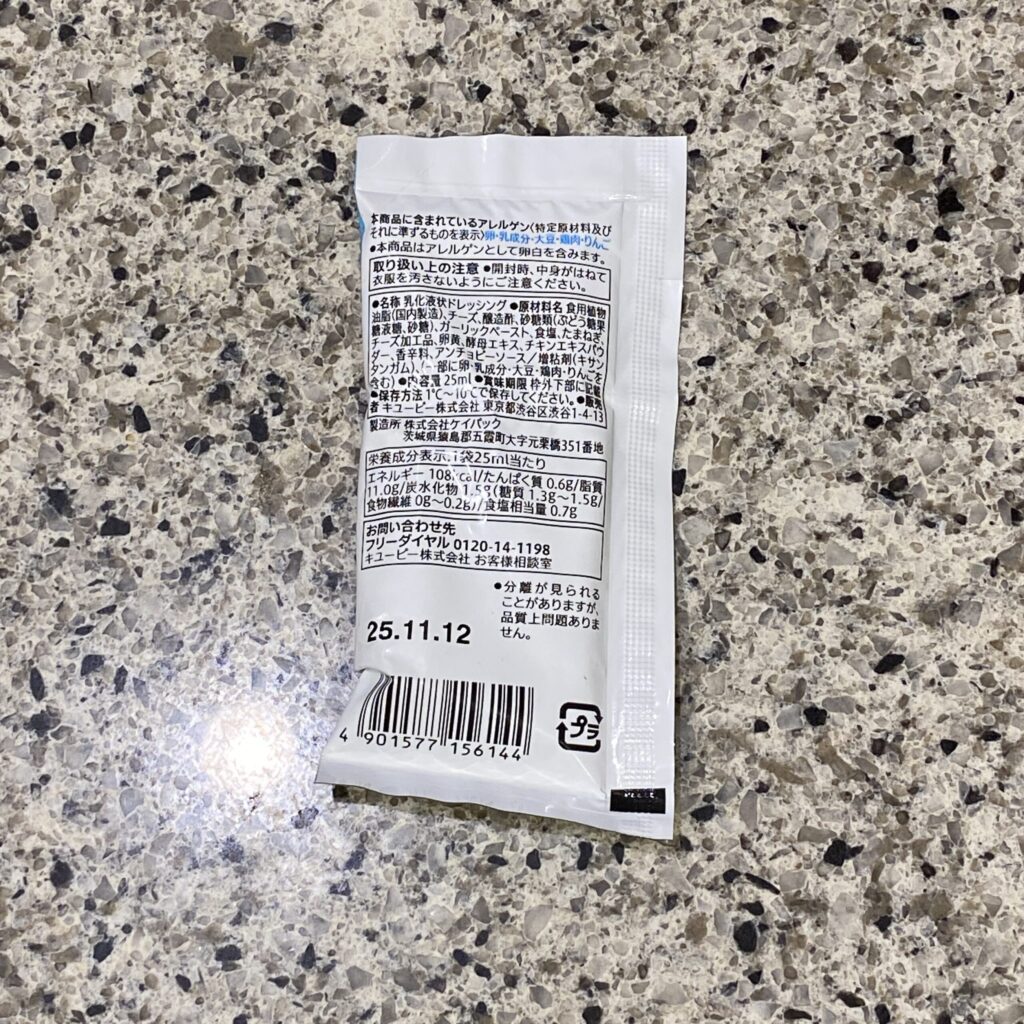 本商品に含まれているアレルゲン(特定原材料及び
それに準ずるものを表示)卵・乳成分・大豆・鶏肉・りんご
●本商品はアレルゲンとして卵白を含みます。
取り扱い上の注意 ●開封時、中身がはねて
衣服を汚さないようにご注意ください。
●名称 乳化液状ドレッシング ●原材料名 食用植物
油脂(国内製造)、チーズ、醸造酢、砂糖類(ぶどう糖果
糖液糖、砂糖)、ガーリックペースト、食塩、たまねぎ、
チーズ加工品、卵黄、酵母エキス、チキンエキスパウ
ダー、香辛料、アンチョビーソース/増粘剤(キサン
タンガム)、(一部に卵・乳成分・大豆・鶏肉・りんごを
含む) ●内容量 25ml ●賞味期限 枠外下部に記載
●保存方法 1℃～10℃で保存してください。 ●販売
者 キユーピー株式会社 東京都渋谷区渋谷1-4-13
製造所 株式会社ケイパック
茨城県猿島郡五霞町大字元栗橋351番地
栄養成分表示:1袋25ml当たり
エネルギー 108kcal/たんぱく質 0.6g/脂質
11.0g/炭水化物 1.5g(糖質 1.3g～1.5g/
食物繊維 0g～0.2g)/食塩相当量 0.7g
お問い合わせ先
フリーダイヤル 0120-14-1198
キユーピー株式会社 お客様相談室
●分離が見られる
ことがありますが、
品質上問題ありま
せん。
25.11.12
プラ
4 901577 156144